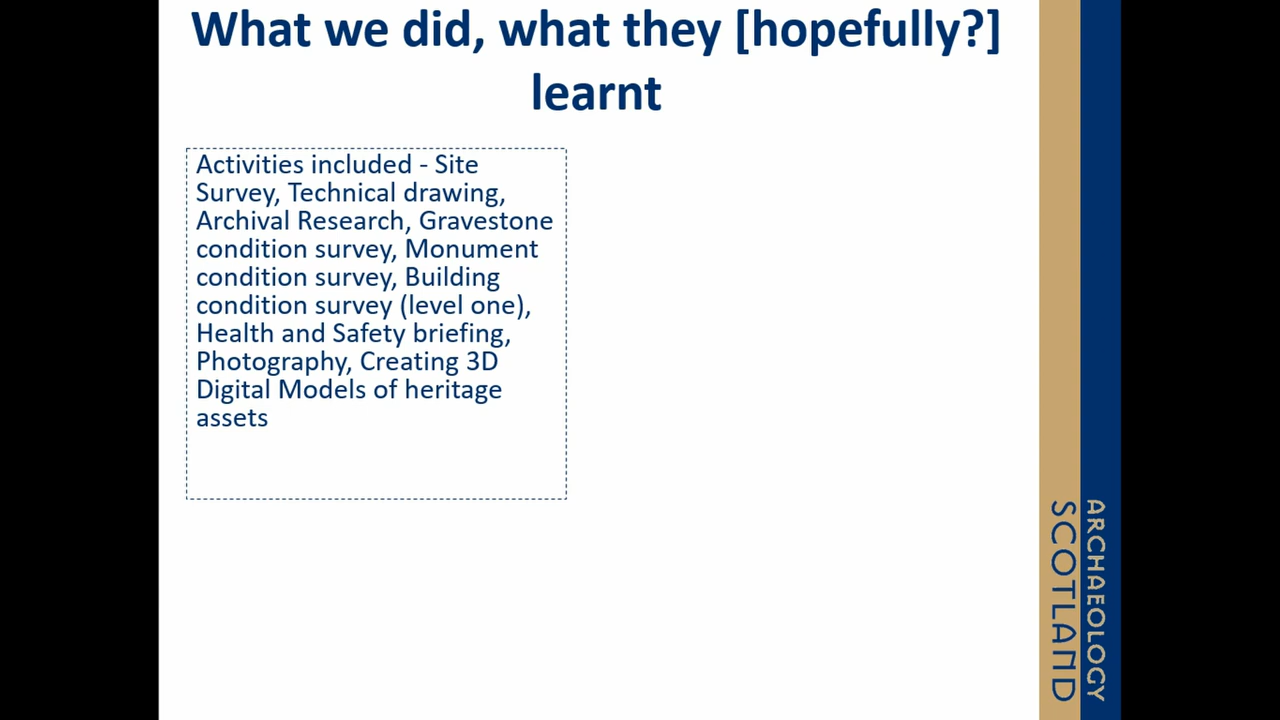 What we did, what they [hopefully?]
learnt
Activities included - Site
Survey, Technical drawing,
Archival Research, Gravestone
condition survey, Monument
condition survey, Building
condition survey (level one),
Health and Safety briefing,
Photography, Creating 3D
Digital Models of heritage
assets
ARCHAEOLOGY
SCOTLAND